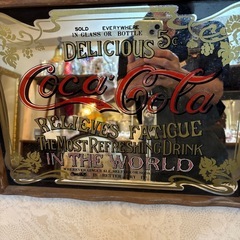 SOLD EVERYWHERE
IN GLASS OR BOTTLE
DELICIOUS 5¢
Coca-Cola
RELIEVES FATIGUE
THE MOST REFRESHING DRINK
IN THE WORLD